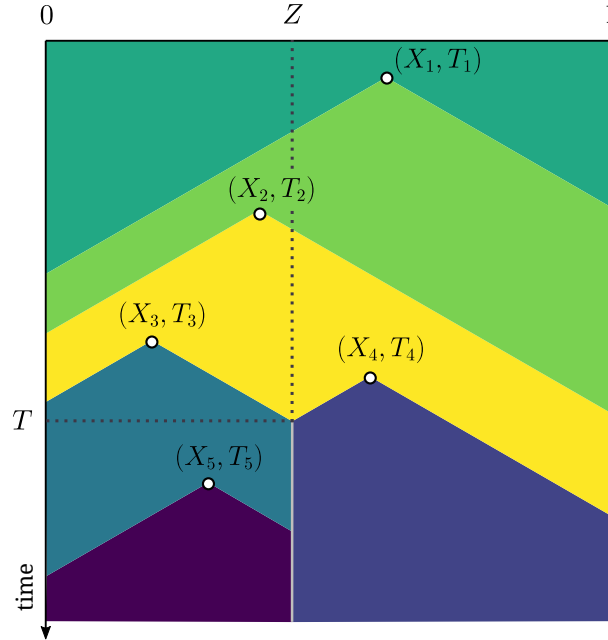 0 Z
(X₁, T₁)
(X₂, T₂)
(X₃, T₃)
(X₄, T₄)
T
(X₅, T₅)
time